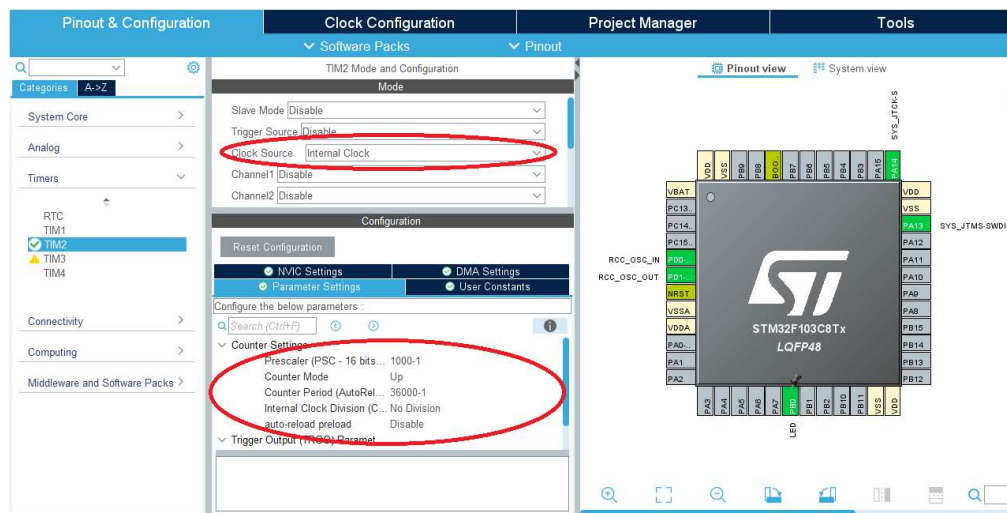 Pinout & Configuration
Clock Configuration
Project Manager
Tools
Software Packs
Pinout
TIM2 Mode and Configuration
Pinout view
System view
Categories
A->Z
System Core
Analog
Timers
RTC
TIM1
TIM2
TIM3
TIM4
Connectivity
Computing
Middleware and Software Packs
Mode
Slave Mode Disable
Trigger Source Disable
Clock Source Internal Clock
Channel1 Disable
Channel2 Disable
Configuration
Reset Configuration
NVIC Settings
DMA Settings
Parameter Settings
User Constants
Configure the below parameters :
Search (Ctrl+F)
Counter Settings
Prescaler (PSC - 16 bits... 1000-1
Counter Mode Up
Counter Period (AutoRel... 36000-1
Internal Clock Division (C... No Division
auto-reload preload Disable
Trigger Output (TRGO) Paramet...
SYS_JTCK-S
VDD
VSS
PB9
PB8
BOO..
PB7
PB6
PB5
PB4
PB3
PA15
PA14
VBAT
PC13..
PC14..
PC15..
RCC_OSC_IN PD0-..
RCC_OSC_OUT PD1-..
NRST
VSSA
VDDA
PA0-..
PA1
PA2
STM32F103C8Tx
LQFP48
VDD
VSS
PA13 SYS_JTMS-SWDI
PA12
PA11
PA10
PA9
PA8
PB15
PB14
PB13
PB12
PA3
PA4
PA5
PA6
PA7
PB0
PB1
PB2
PB10
PB11
VSS
VDD
LED